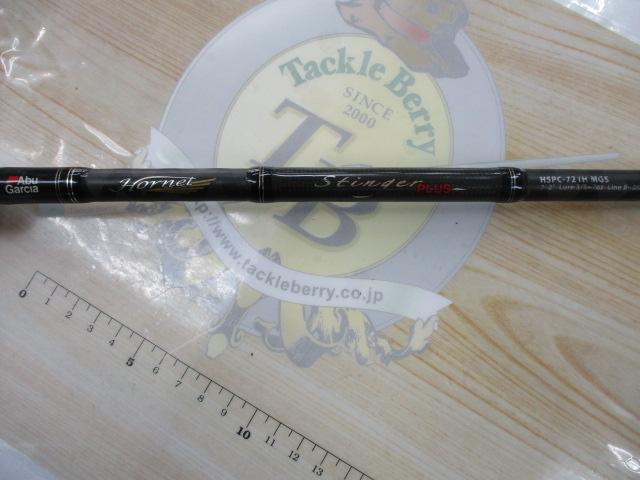 Tackle Berry
SINCE
2000
TB
Abu
Garcia
Hornet
Stinger
PLUS
HSPC-721H MGS
http://www.tackleberry.co.jp
0
1
2
3
4
5
6
7
8
9
10
11
12
13